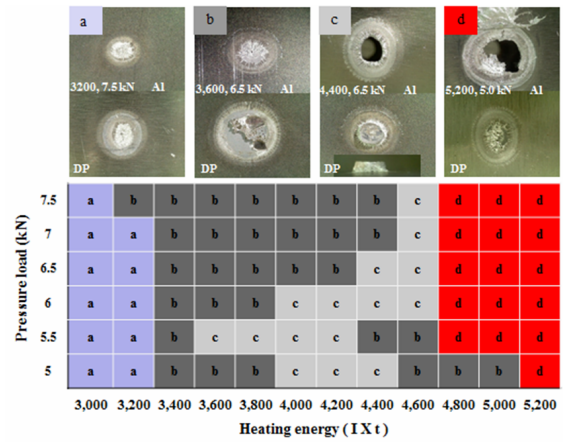 a b c d
3200, 7.5 kN Al 3,600, 6.5 kN Al 4,400, 6.5 kN Al 5,200, 5.0 kN Al
DP DP DP DP
7.5 a b b b b b b b c d d d
7 a a b b b b b b c d d d
6.5 a a b b b b b c c d d d
6 a a b b b c c c c d d d
5.5 a a b c c c c b b d d d
5 a a b b b c c c b b b d
3,000 3,200 3,400 3,600 3,800 4,000 4,200 4,400 4,600 4,800 5,000 5,200
Pressure load (kN)
Heating energy ( I X t )